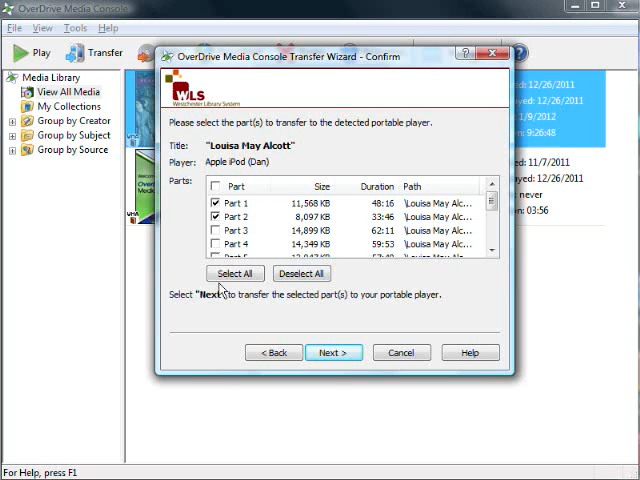 OverDrive Media Console
File View Tools Help
Play Transfer
Media Library
View All Media
My Collections
Group by Creator
Group by Subject
Group by Source
OverDrive Media Console Transfer Wizard - Confirm
WLS
Westchester Library System
Please select the part(s) to transfer to the detected portable player.
Title: "Louisa May Alcott"
Player: Apple iPod (Dan)
Parts:
Part Size Duration Path
Part 1 11,568 KB 48:16 \Louisa May Alc...
Part 2 8,097 KB 33:46 \Louisa May Alc...
Part 3 14,899 KB 62:11 \Louisa May Alc...
Part 4 14,349 KB 59:53 \Louisa May Alc...
Select All Deselect All
Select "Next" to transfer the selected part(s) to your portable player.
< Back Next > Cancel Help
12/26/2011
yed: 12/26/2011
1/9/2012
n: 9:26:48
11/7/2011
yed: 12/26/2011
: never
on: 03:56
For Help, press F1